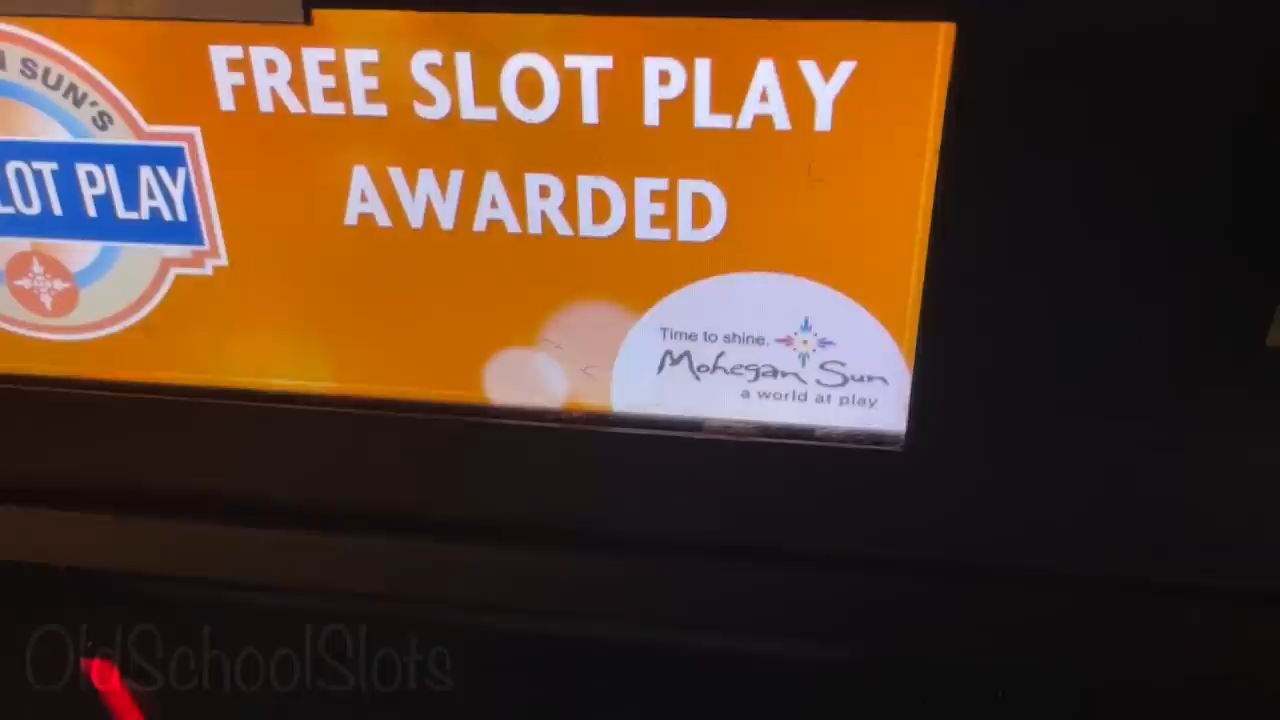 N SUN'S
LOT PLAY
FREE SLOT PLAY
AWARDED
Time to shine.
Mohegan Sun
a world at play
OldSchoolSlots